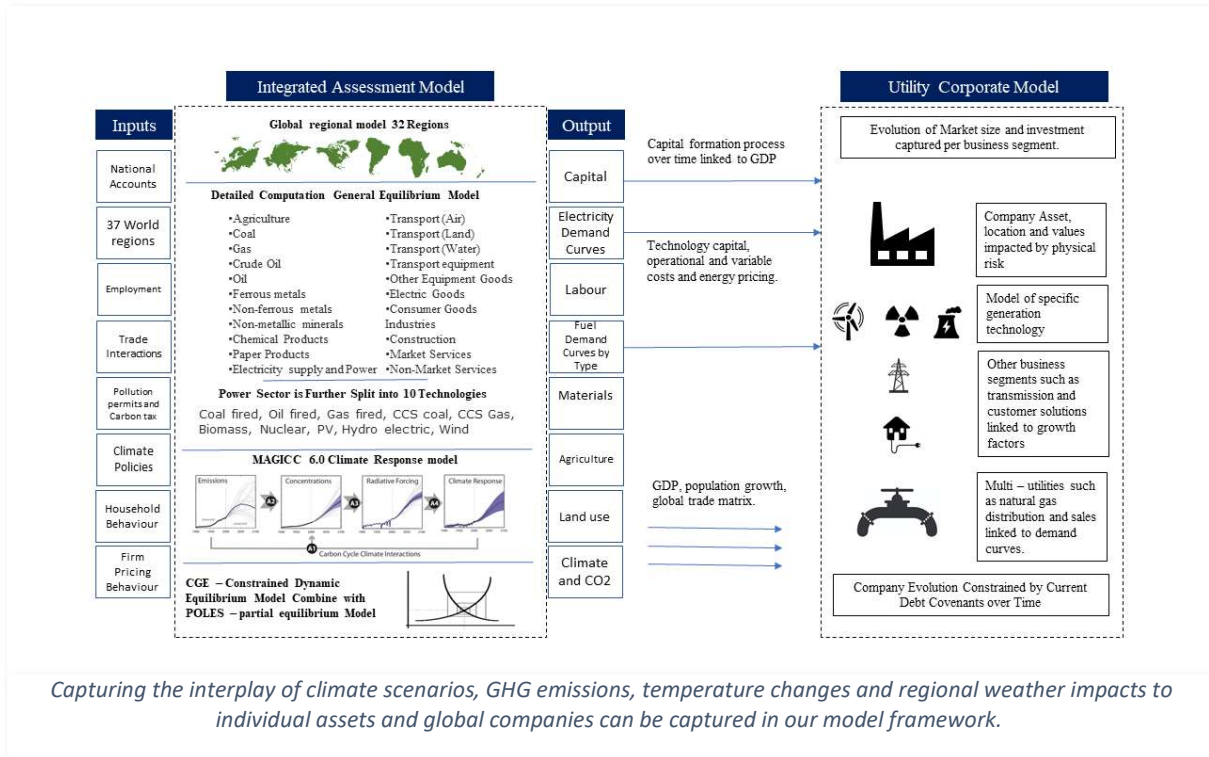 Integrated Assessment Model
Utility Corporate Model
Inputs
National
Accounts
37 World
regions
Employment
Trade
Interactions
Pollution
permits and
Carbon tax
Climate
Policies
Household
Behaviour
Firm
Pricing
Behaviour
Global regional model 32 Regions
Detailed Computation General Equilibrium Model
•Agriculture
•Coal
•Gas
•Crude Oil
•Oil
•Ferrous metals
•Non-ferrous metals
•Non-metallic minerals
•Chemical Products
•Paper Products
•Electricity supply and Power
•Transport (Air)
•Transport (Land)
•Transport (Water)
•Transport equipment
•Other Equipment Goods
•Electric Goods
•Consumer Goods
Industries
•Construction
•Market Services
•Non-Market Services
Power Sector is Further Split into 10 Technologies
Coal fired, Oil fired, Gas fired, CCS coal, CCS Gas,
Biomass, Nuclear, PV, Hydro electric, Wind
MAGICC 6.0 Climate Response model
Emissions
Concentrations
Radiative Forcing
Climate Response
A2
A3
A4
A1
Carbon Cycle Climate Interactions
CGE – Constrained Dynamic
Equilibrium Model Combine with
POLES – partial equilibrium Model
Output
Capital
Electricity
Demand
Curves
Labour
Fuel
Demand
Curves by
Type
Materials
Agriculture
Land use
Climate
and CO2
Capital formation process
over time linked to GDP
Technology capital,
operational and variable
costs and energy pricing.
GDP, population growth,
global trade matrix.
Evolution of Market size and investment
captured per business segment.
Company Asset,
location and values
impacted by physical
risk
Model of specific
generation
technology
Other business
segments such as
transmission and
customer solutions
linked to growth
factors
Multi – utilities such
as natural gas
distribution and sales
linked to demand
curves.
Company Evolution Constrained by Current
Debt Covenants over Time
Capturing the interplay of climate scenarios, GHG emissions, temperature changes and regional weather impacts to
individual assets and global companies can be captured in our model framework.